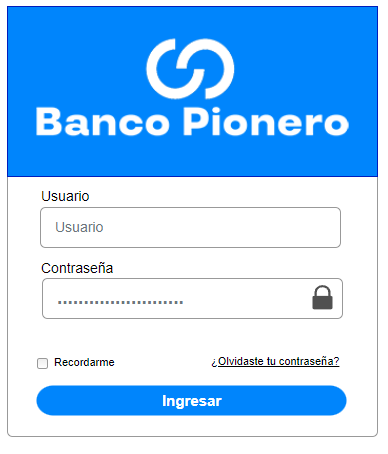 Banco Pionero
Usuario
Usuario
Contraseña
........................
Recordarme ¿Olvidaste tu contraseña?
Ingresar